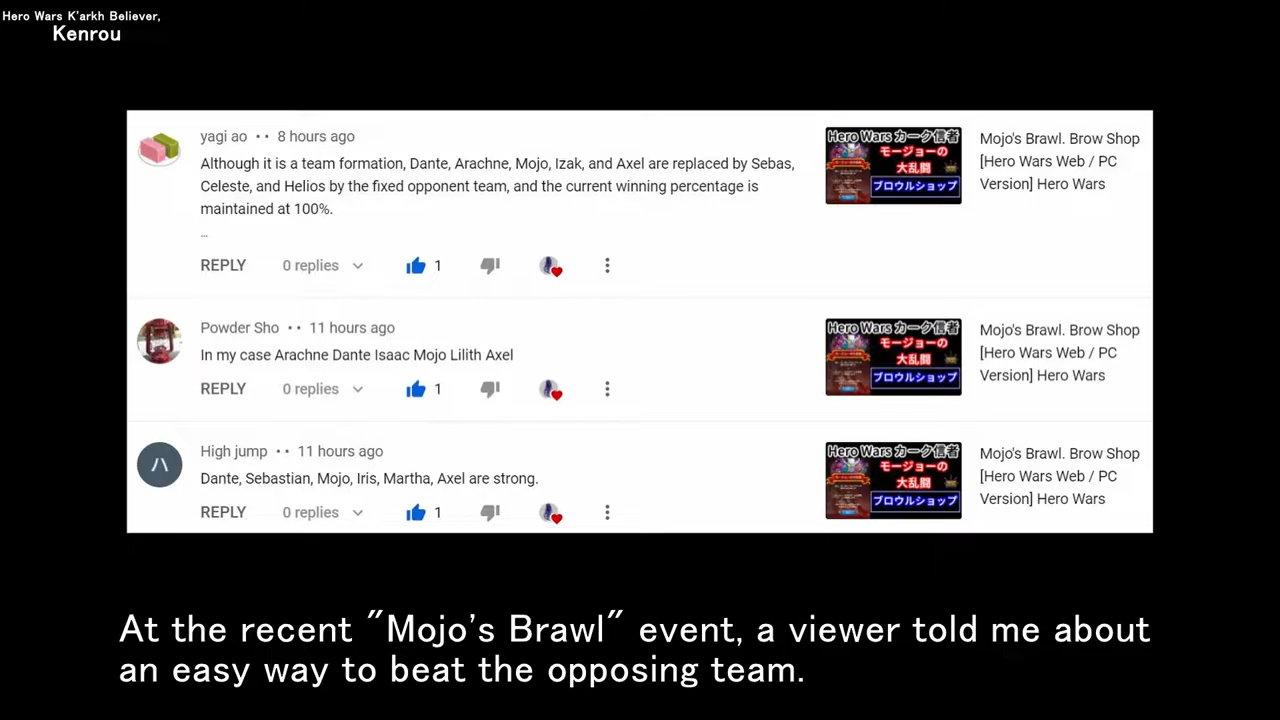 Hero Wars K'arkh Believer,
Kenrou
yagi ao •• 8 hours ago
Although it is a team formation, Dante, Arachne, Mojo, Izak, and Axel are replaced by Sebas,
Celeste, and Helios by the fixed opponent team, and the current winning percentage is
maintained at 100%.
...
REPLY 0 replies 1
Hero Wars カーク信者
モージョーの
大乱闘
ブロウルショップ
Mojo's Brawl. Brow Shop
[Hero Wars Web / PC
Version] Hero Wars
Powder Sho •• 11 hours ago
In my case Arachne Dante Isaac Mojo Lilith Axel
REPLY 0 replies 1
Hero Wars カーク信者
モージョーの
大乱闘
ブロウルショップ
Mojo's Brawl. Brow Shop
[Hero Wars Web / PC
Version] Hero Wars
ハ
High jump •• 11 hours ago
Dante, Sebastian, Mojo, Iris, Martha, Axel are strong.
REPLY 0 replies 1
Hero Wars カーク信者
モージョーの
大乱闘
ブロウルショップ
Mojo's Brawl. Brow Shop
[Hero Wars Web / PC
Version] Hero Wars
At the recent "Mojo's Brawl" event, a viewer told me about
an easy way to beat the opposing team.